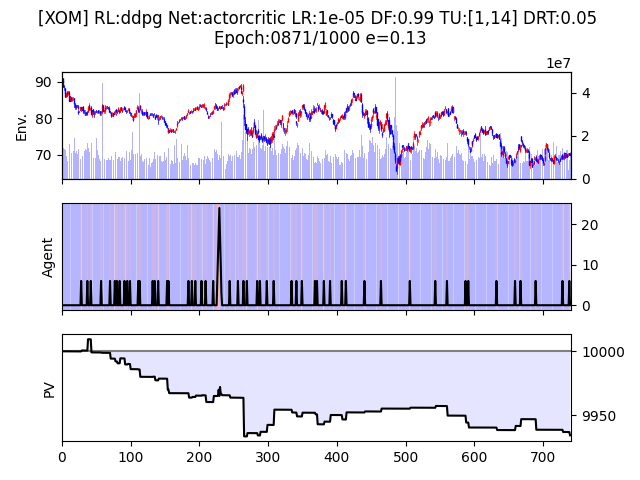 [XOM] RL:ddpg Net:actorcritic LR:1e-05 DF:0.99 TU:[1,14] DRT:0.05
Epoch:0871/1000 e=0.13
1e7
Env.
90
80
70
4
2
0
Agent
20
10
0
PV
10000
9950
0 100 200 300 400 500 600 700